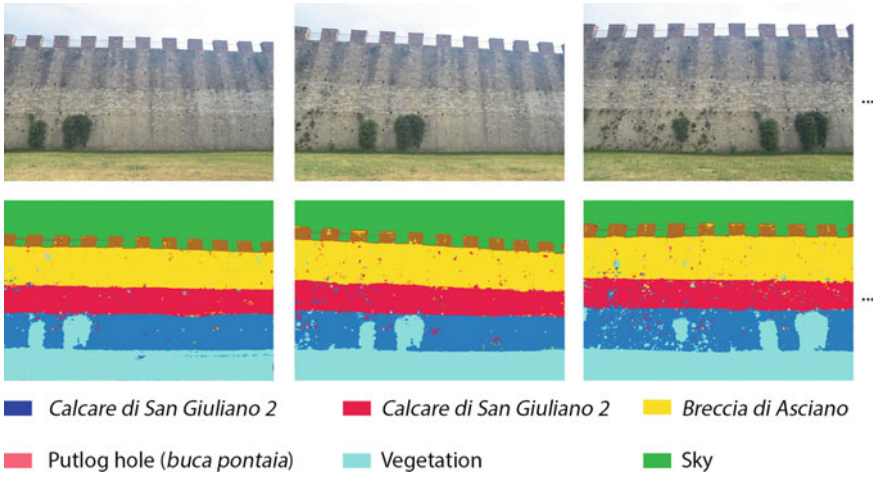 ...
...
Calcare di San Giuliano 2
Calcare di San Giuliano 2
Breccia di Asciano
Putlog hole (buca pontaia)
Vegetation
Sky